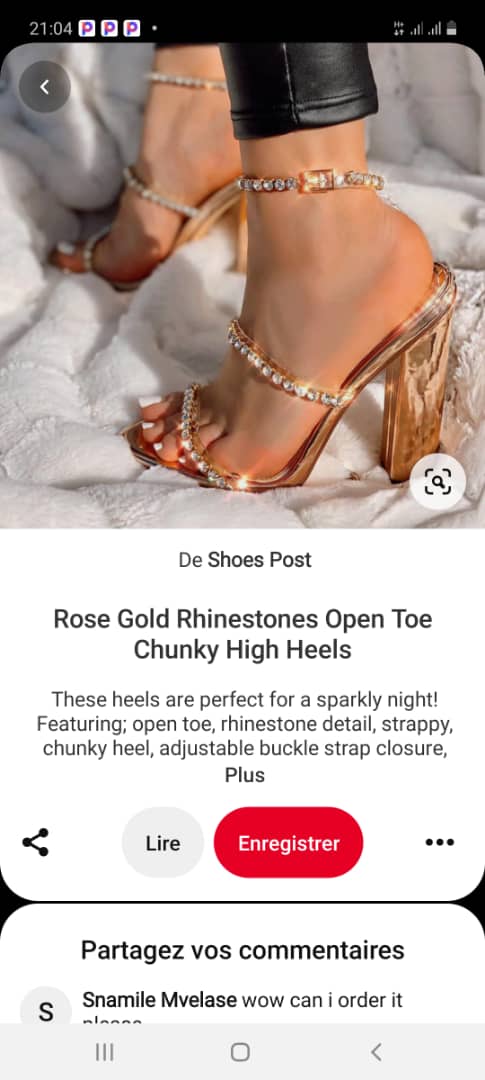 21:04
De Shoes Post
Rose Gold Rhinestones Open Toe
Chunky High Heels
These heels are perfect for a sparkly night!
Featuring; open toe, rhinestone detail, strappy,
chunky heel, adjustable buckle strap closure,
Plus
Lire
Enregistrer
Partagez vos commentaires
S
Snamile Mvelase wow can i order it